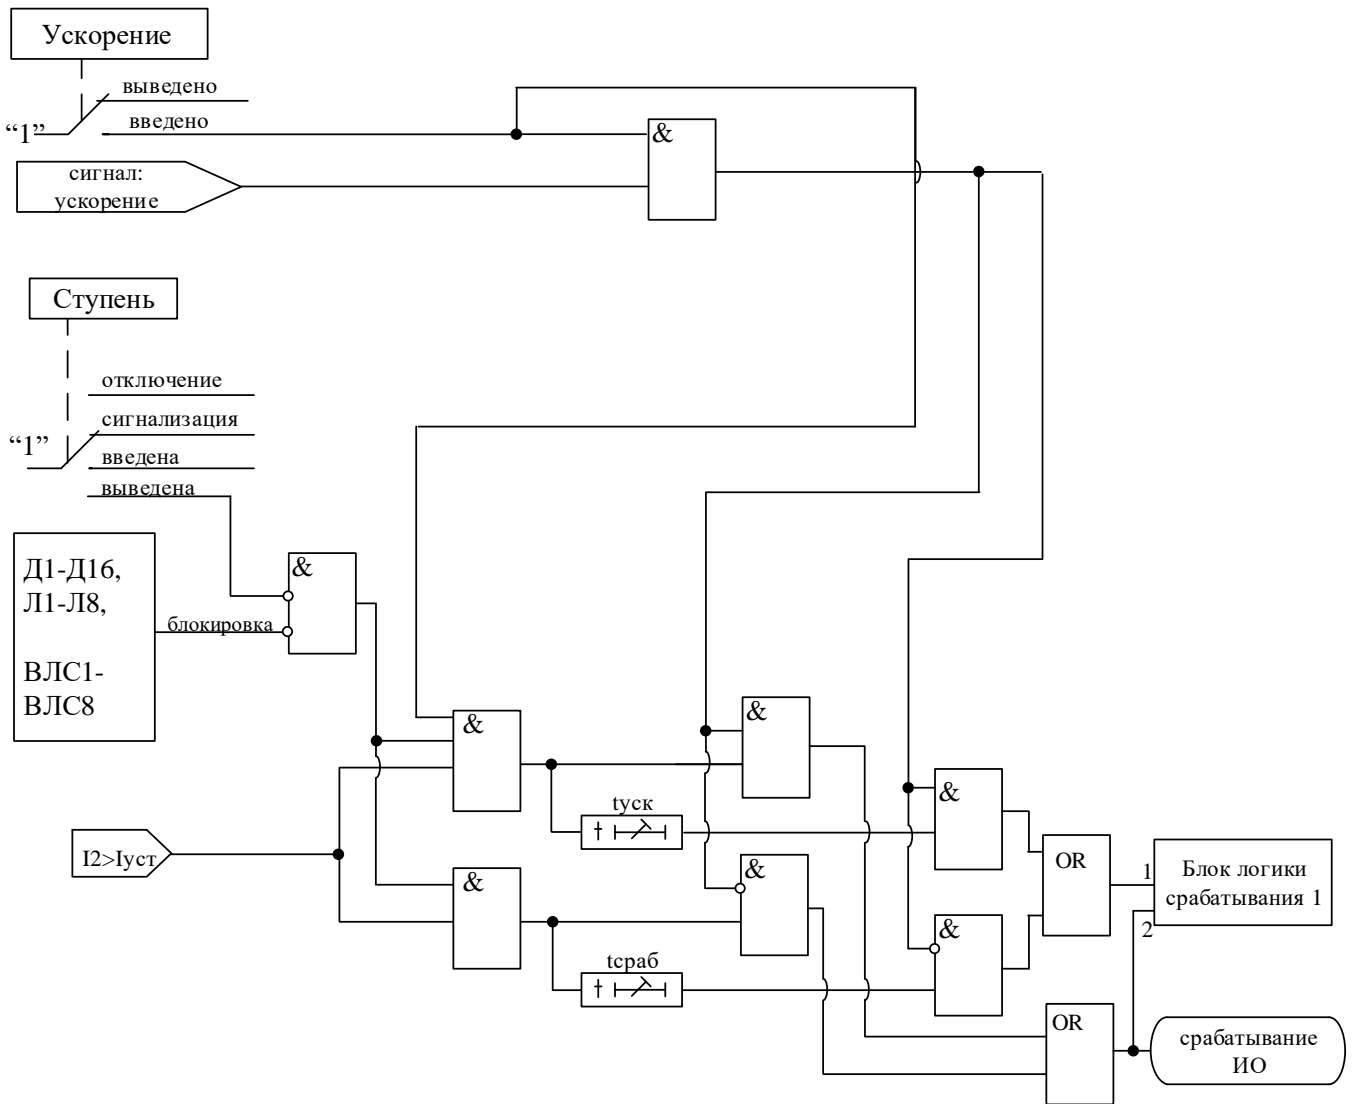 Ускорение
выведено
“1”
введено
&
сигнал:
ускорение
Ступень
отключение
сигнализация
“1”
введена
выведена
Д1-Д16,
Л1-Л8,
ВЛС1-
ВЛС8
блокировка
&
&
&
tуск
&
I2>Iуст
&
&
OR
1
Блок логики
срабатывания 1
2
&
tсраб
OR
срабатывание
ИО